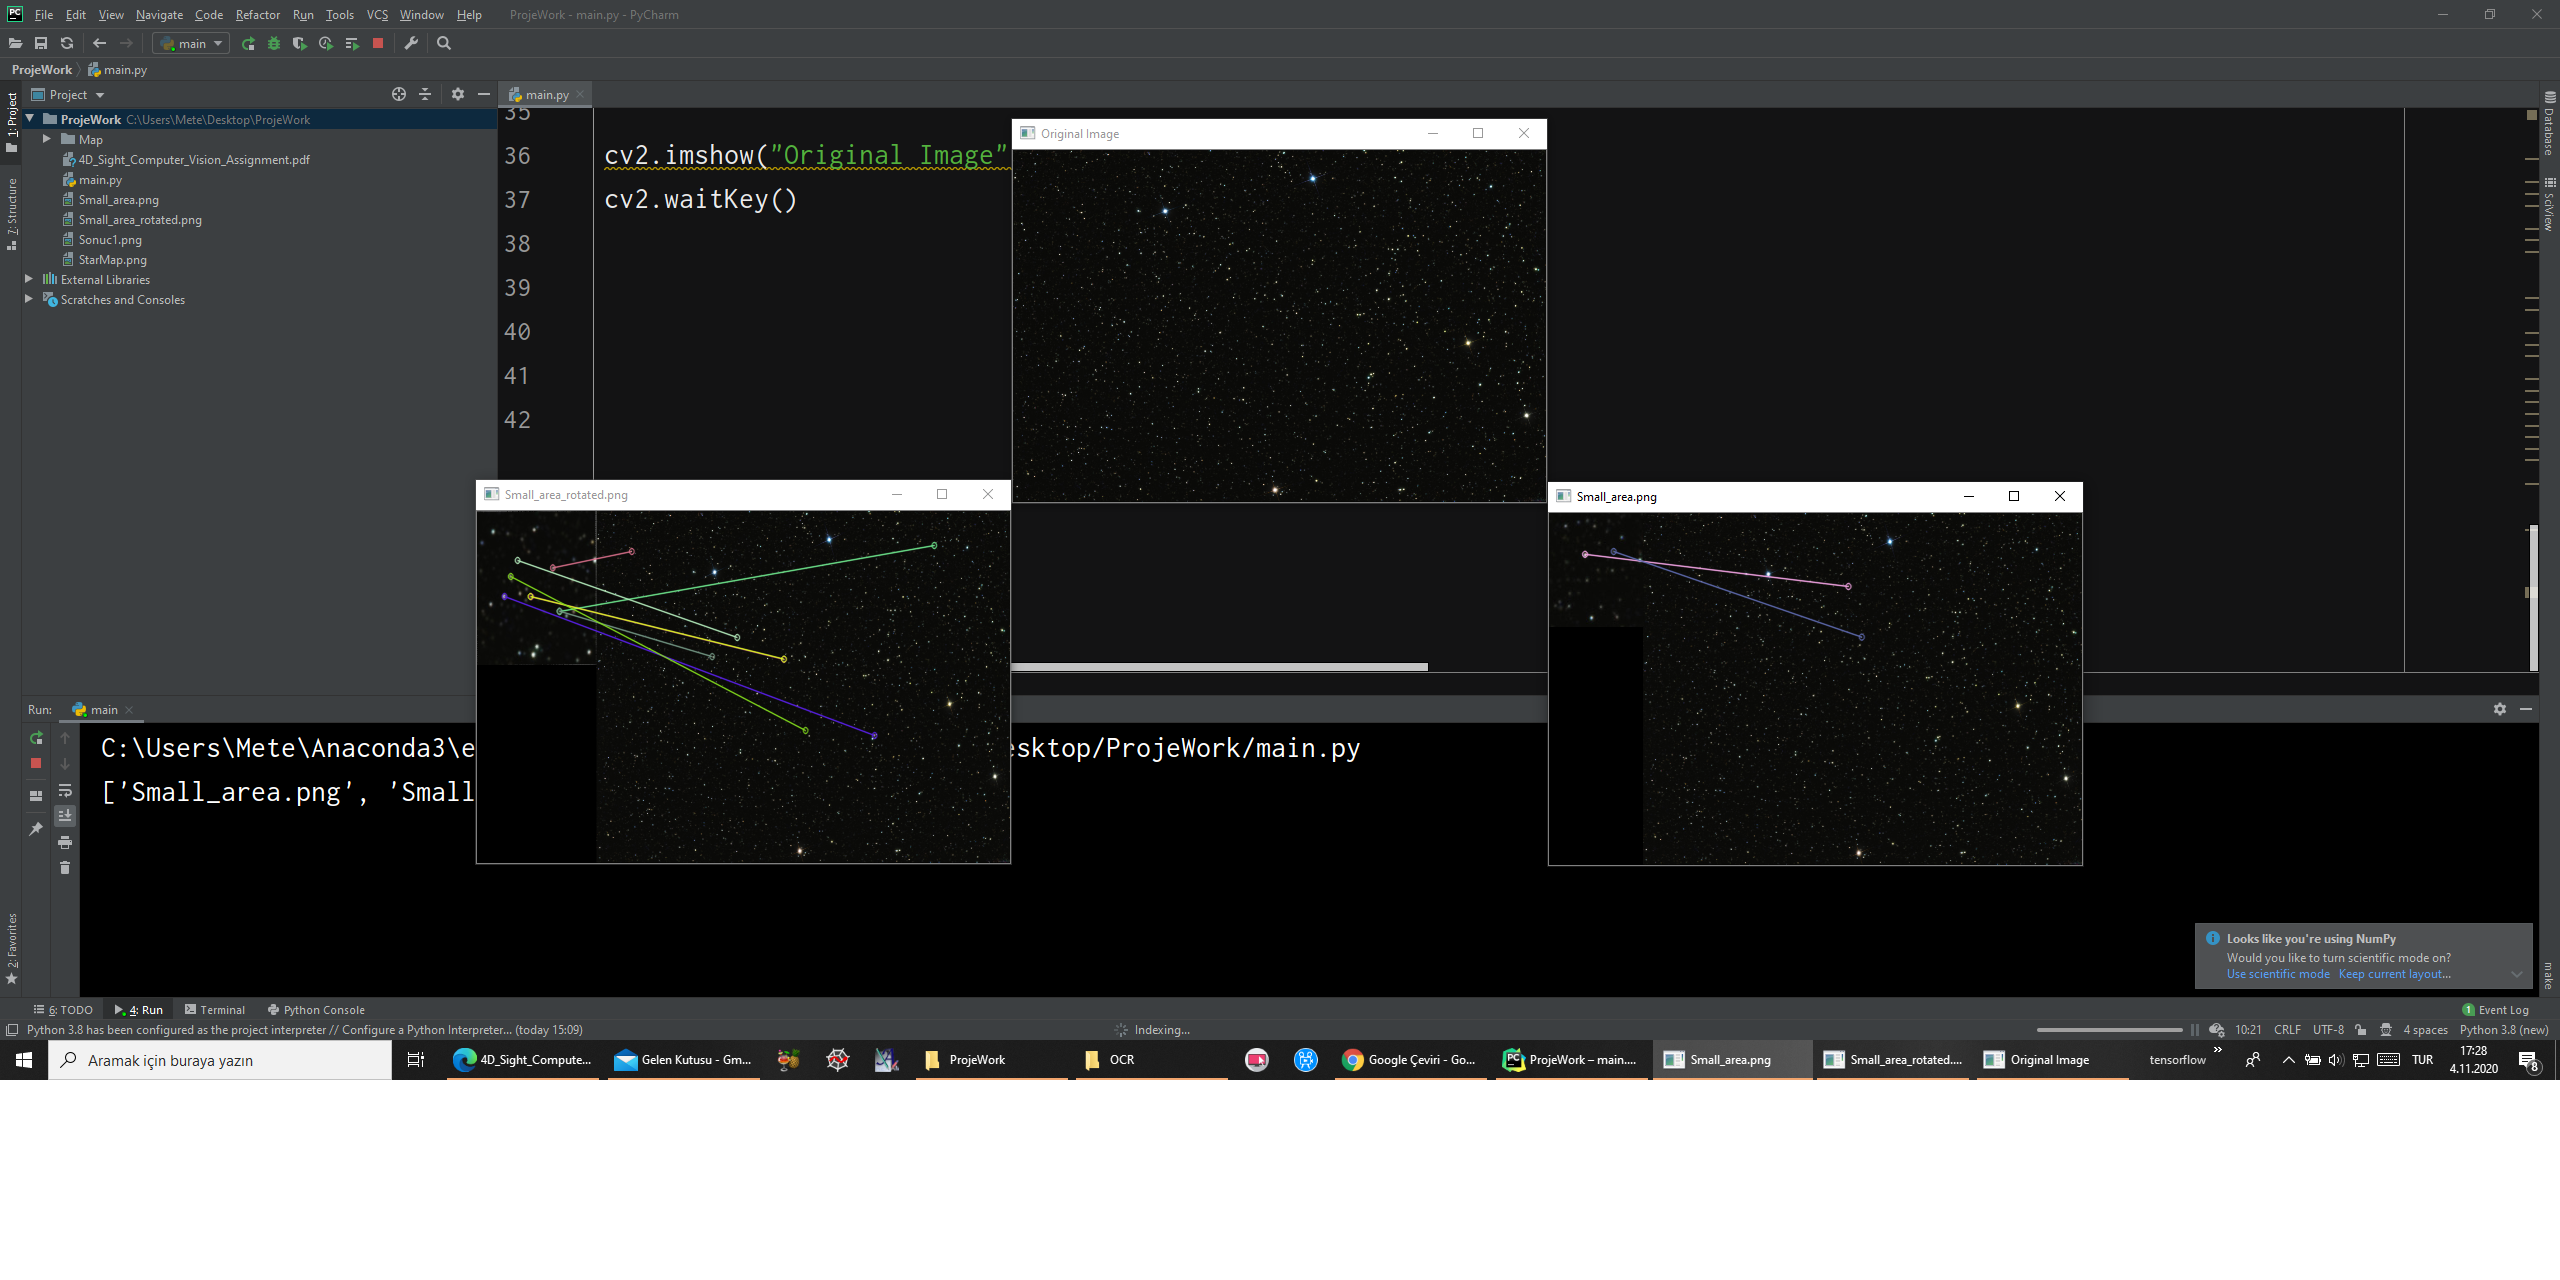 File Edit View Navigate Code Refactor Run Tools VCS Window Help ProjeWork - main.py - PyCharm
main
ProjeWork main.py
1: Project
7: Structure
2: Favorites
Project
ProjeWork C:\Users\Mete\Desktop\ProjeWork
Map
4D_Sight_Computer_Vision_Assignment.pdf
main.py
Small_area.png
Small_area_rotated.png
Sonuc1.png
StarMap.png
External Libraries
Scratches and Consoles
main.py
35
36 cv2.imshow("Original Image"
37 cv2.waitKey()
38
39
40
41
42
Original Image
Small_area_rotated.png
Small_area.png
Database
SciView
make
Run: main
C:\Users\Mete\Anaconda3\e
esktop/ProjeWork/main.py
['Small_area.png', 'Small
Looks like you're using NumPy
Would you like to turn scientific mode on?
Use scientific mode Keep current layout...
6: TODO 4: Run Terminal Python Console
1 Event Log
Python 3.8 has been configured as the project interpreter // Configure a Python Interpreter... (today 15:09)
Indexing...
10:21 CRLF UTF-8 4 spaces Python 3.8 (new)
Aramak için buraya yazın
4D_Sight_Compute...
Gelen Kutusu - Gm...
ProjeWork
OCR
Google Çeviri - Go...
ProjeWork – main....
Small_area.png
Small_area_rotated....
Original Image
tensorflow
TUR
17:28
4.11.2020
8